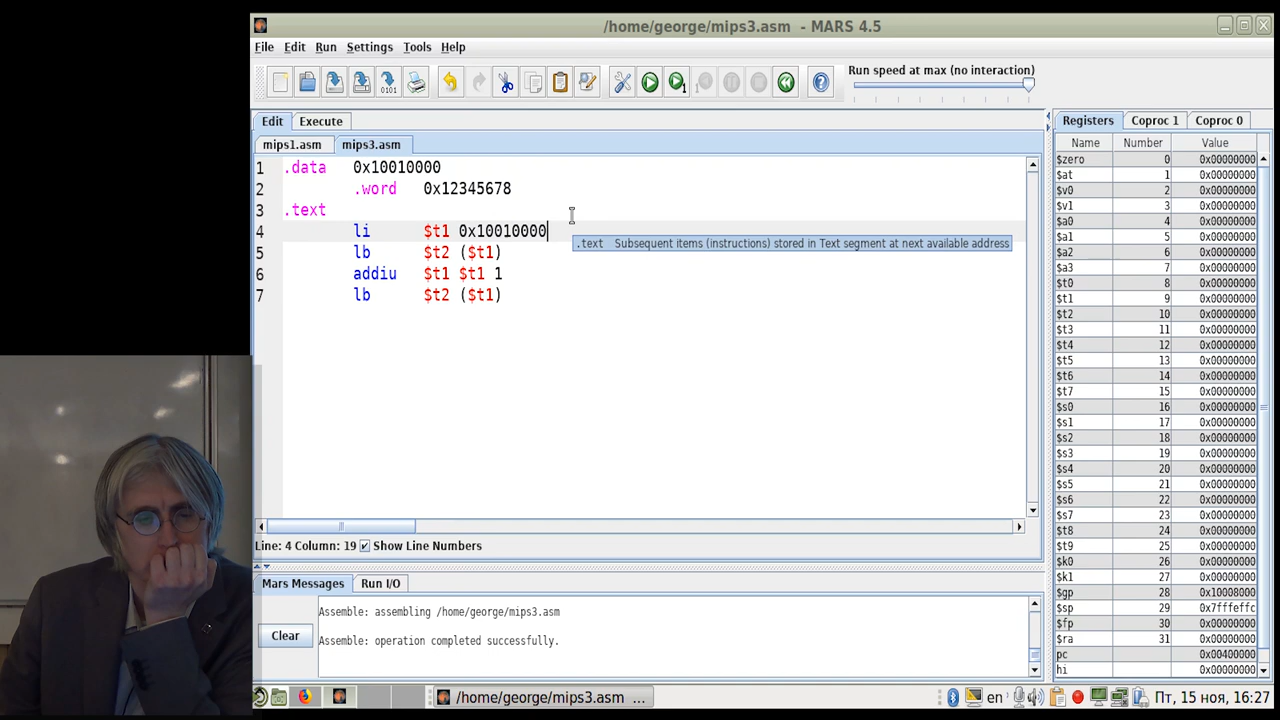 /home/george/mips3.asm - MARS 4.5
File Edit Run Settings Tools Help
Run speed at max (no interaction)
Edit Execute
mips1.asm mips3.asm
1 .data 0x10010000
2 .word 0x12345678
3 .text
4 li $t1 0x10010000
.text Subsequent items (instructions) stored in Text segment at next available address
5 lb $t2 ($t1)
6 addiu $t1 $t1 1
7 lb $t2 ($t1)
Line: 4 Column: 19 Show Line Numbers
Mars Messages Run I/O
Assemble: assembling /home/george/mips3.asm
Clear
Assemble: operation completed successfully.
Registers Coproc 1 Coproc 0
Name Number Value
$zero 0 0x00000000
$at 1 0x00000000
$v0 2 0x00000000
$v1 3 0x00000000
$a0 4 0x00000000
$a1 5 0x00000000
$a2 6 0x00000000
$a3 7 0x00000000
$t0 8 0x00000000
$t1 9 0x00000000
$t2 10 0x00000000
$t3 11 0x00000000
$t4 12 0x00000000
$t5 13 0x00000000
$t6 14 0x00000000
$t7 15 0x00000000
$s0 16 0x00000000
$s1 17 0x00000000
$s2 18 0x00000000
$s3 19 0x00000000
$s4 20 0x00000000
$s5 21 0x00000000
$s6 22 0x00000000
$s7 23 0x00000000
$t8 24 0x00000000
$t9 25 0x00000000
$k0 26 0x00000000
$k1 27 0x00000000
$gp 28 0x10008000
$sp 29 0x7fffeffc
$fp 30 0x00000000
$ra 31 0x00000000
pc 0x00400000
hi 0x00000000
/home/george/mips3.asm ...
en
Пт, 15 ноя, 16:27